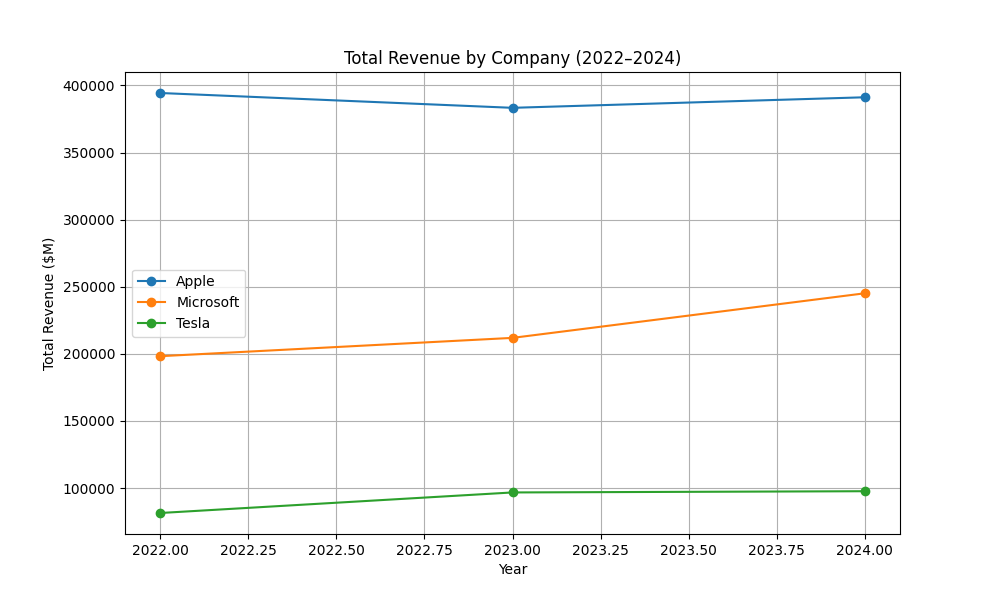 Total Revenue by Company (2022–2024)
400000
350000
300000
250000
200000
150000
100000
Total Revenue ($M)
Apple
Microsoft
Tesla
2022.00 2022.25 2022.50 2022.75 2023.00 2023.25 2023.50 2023.75 2024.00
Year